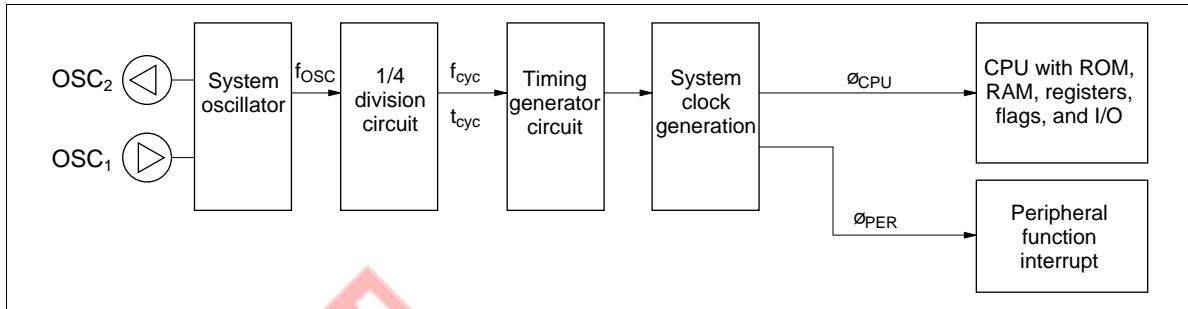 OSC2
OSC1
System
oscillator
fOSC
1/4
division
circuit
fcyc
tcyc
Timing
generator
circuit
System
clock
generation
øCPU
CPU with ROM,
RAM, registers,
flags, and I/O
øPER
Peripheral
function
interrupt